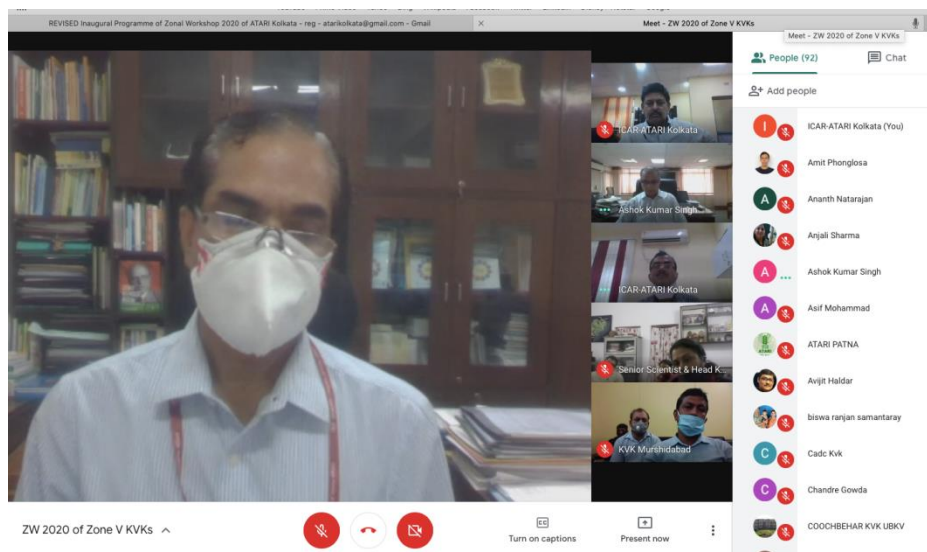 REVISED Inaugural Programme of Zonal Workshop 2020 of ATARI Kolkata - reg - atarikolkata@gmail.com - Gmail
Meet - ZW 2020 of Zone V KVKs
Meet - ZW 2020 of Zone V KVKs
People (92)
Chat
Add people
ICAR-ATARI Kolkata
Ashok Kumar Singh
ICAR-ATARI Kolkata
Senior Scientist & Head K...
KVK Murshidabad
I
ICAR-ATARI Kolkata (You)
Amit Phonglosa
A
Ananth Natarajan
Anjali Sharma
A
Ashok Kumar Singh
A
Asif Mohammad
ATARI
ATARI PATNA
Avijit Haldar
biswa ranjan samantaray
C
Cadc Kvk
C
Chandre Gowda
COOCHBEHAR KVK UBKV
ZW 2020 of Zone V KVKs
CC
Turn on captions
Present now